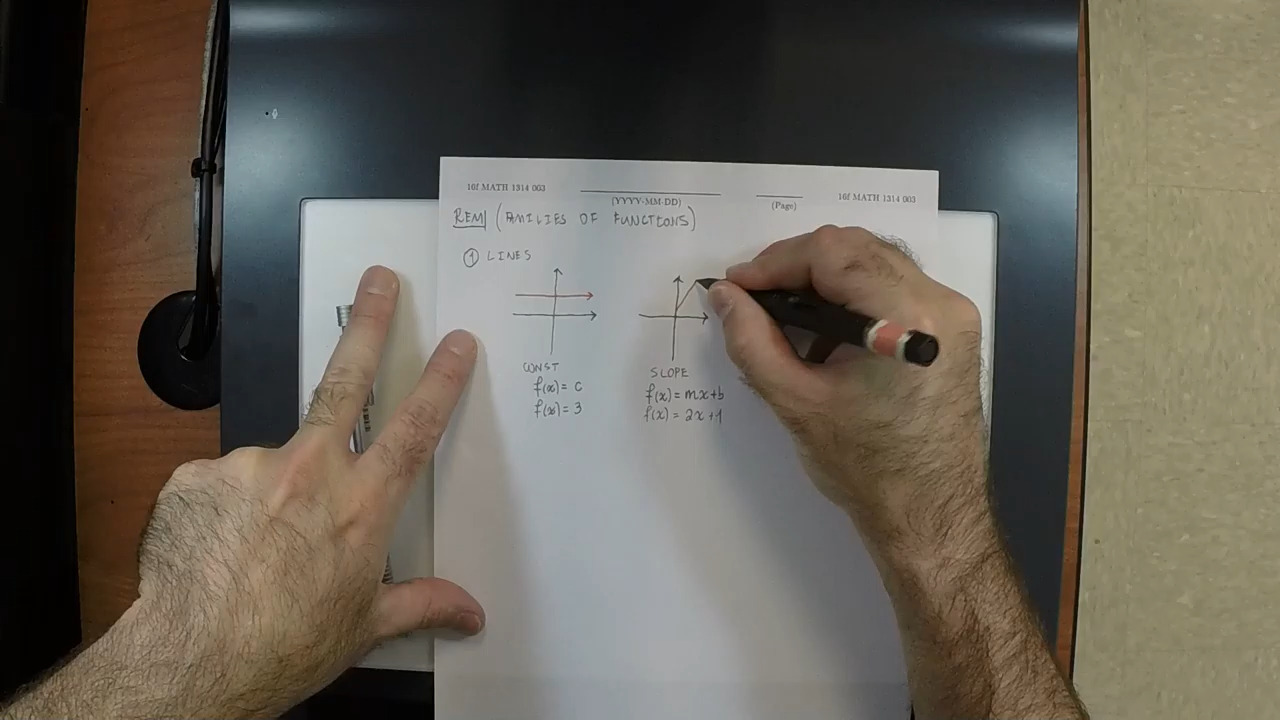 16f MATH 1314 003 (YYYY-MM-DD) (Page) 16f MATH 1314 003
REM (FAMILIES OF FUNCTIONS)
① LINES
CONST SLOPE
f(x) = C f(x) = mx+b
f(x) = 3 f(x) = 2x+1